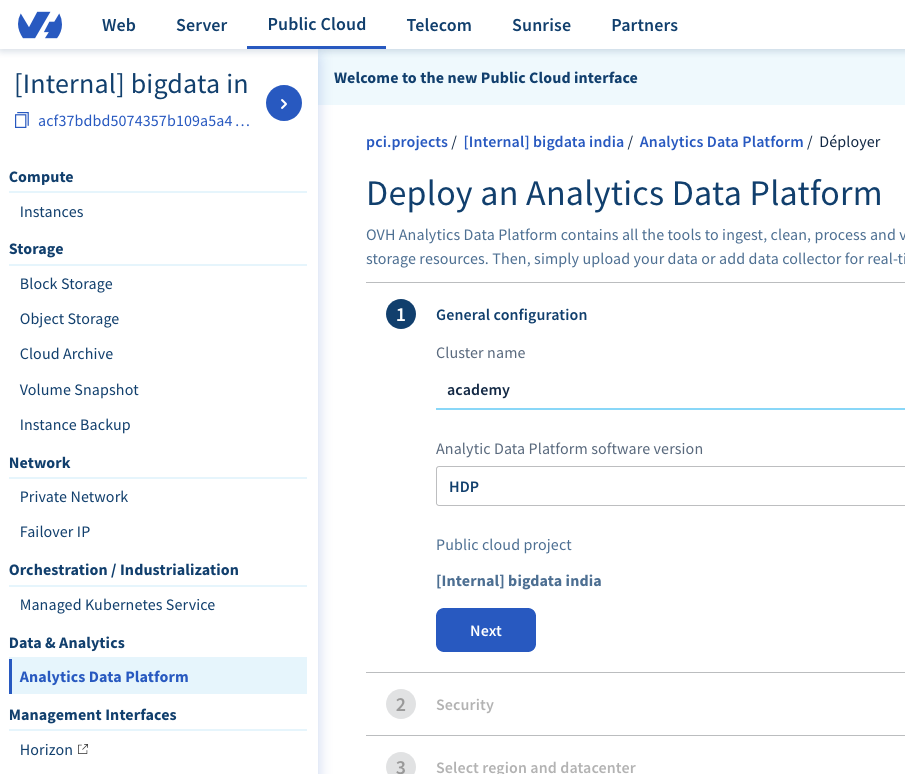 Web Server Public Cloud Telecom Sunrise Partners
[Internal] bigdata in
acf37bdbd5074357b109a5a4...
Compute
Instances
Storage
Block Storage
Object Storage
Cloud Archive
Volume Snapshot
Instance Backup
Network
Private Network
Failover IP
Orchestration / Industrialization
Managed Kubernetes Service
Data & Analytics
Analytics Data Platform
Management Interfaces
Horizon
Welcome to the new Public Cloud interface
pci.projects / [Internal] bigdata india / Analytics Data Platform / Déployer
Deploy an Analytics Data Platform
OVH Analytics Data Platform contains all the tools to ingest, clean, process and
storage resources. Then, simply upload your data or add data collector for
1 General configuration
Cluster name
academy
Analytic Data Platform software version
HDP
Public cloud project
[Internal] bigdata india
Next
2 Security
3 Select region and datacenter